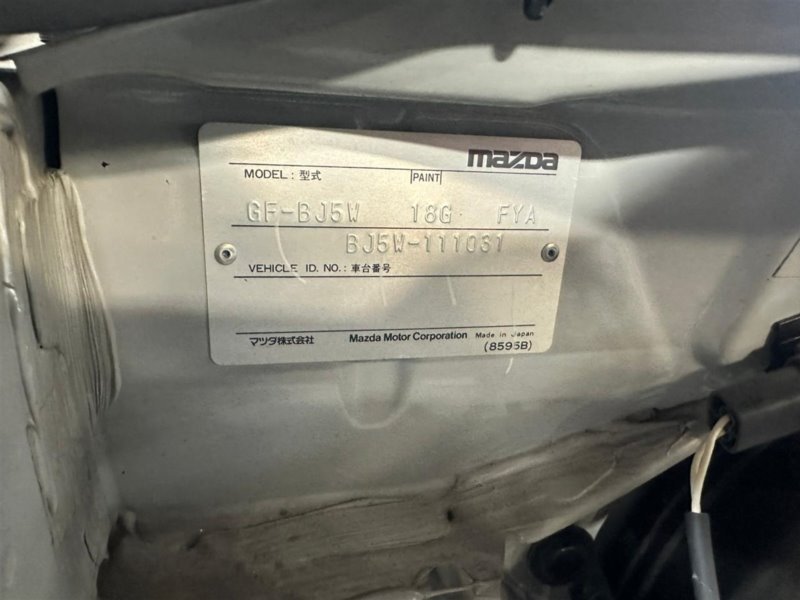 mazda
MODEL : 型式 PAINT
GF-BJ5W 18G FYA
BJ5W-111031
VEHICLE ID. NO. : 車台番号
マツダ株式会社 Mazda Motor Corporation Made in Japan
(8595B)